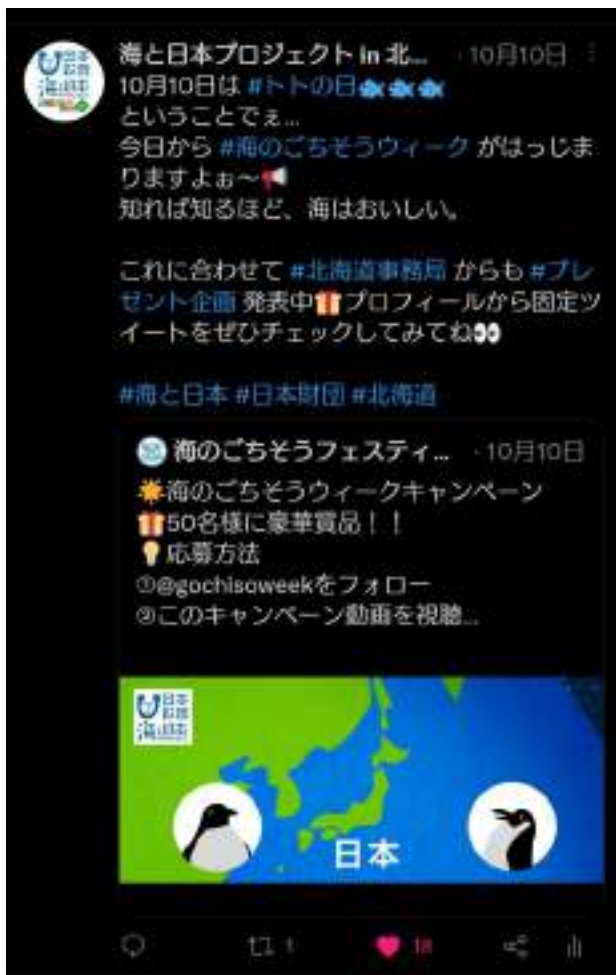 海と日本プロジェクト in 北... ·10月10日
10月10日は #トトの日🐟🐟🐟
ということでぇ...
今日から #海のごちそうウィーク がはっじま
りますよぉ〜📢
知れば知るほど、海はおいしい。
これに合わせて #北海道事務局 からも #プレ
ゼント企画 発表中🎁プロフィールから固定ツ
イートをぜひチェックしてみてね👀
#海と日本 #日本財団 #北海道
海のごちそうフェスティ... ·10月10日
☀海のごちそうウィークキャンペーン
🎁50名様に豪華賞品！！
💡応募方法
①@gochisoweekをフォロー
②このキャンペーン動画を視聴...
日本
1 18